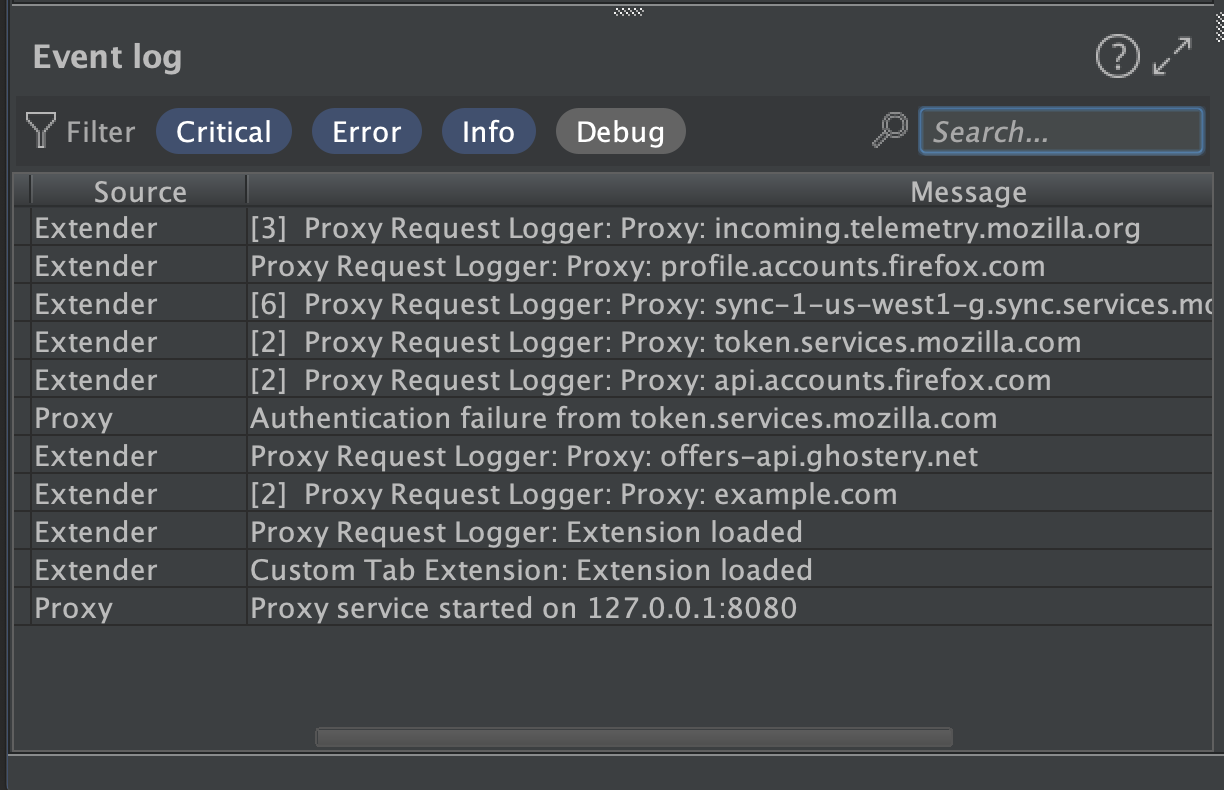 Event log
?
Filter Critical Error Info Debug Search...
Source Message
Extender [3] Proxy Request Logger: Proxy: incoming.telemetry.mozilla.org
Extender Proxy Request Logger: Proxy: profile.accounts.firefox.com
Extender [6] Proxy Request Logger: Proxy: sync-1-us-west1-g.sync.services.mo
Extender [2] Proxy Request Logger: Proxy: token.services.mozilla.com
Extender [2] Proxy Request Logger: Proxy: api.accounts.firefox.com
Proxy Authentication failure from token.services.mozilla.com
Extender Proxy Request Logger: Proxy: offers-api.ghostery.net
Extender [2] Proxy Request Logger: Proxy: example.com
Extender Proxy Request Logger: Extension loaded
Extender Custom Tab Extension: Extension loaded
Proxy Proxy service started on 127.0.0.1:8080